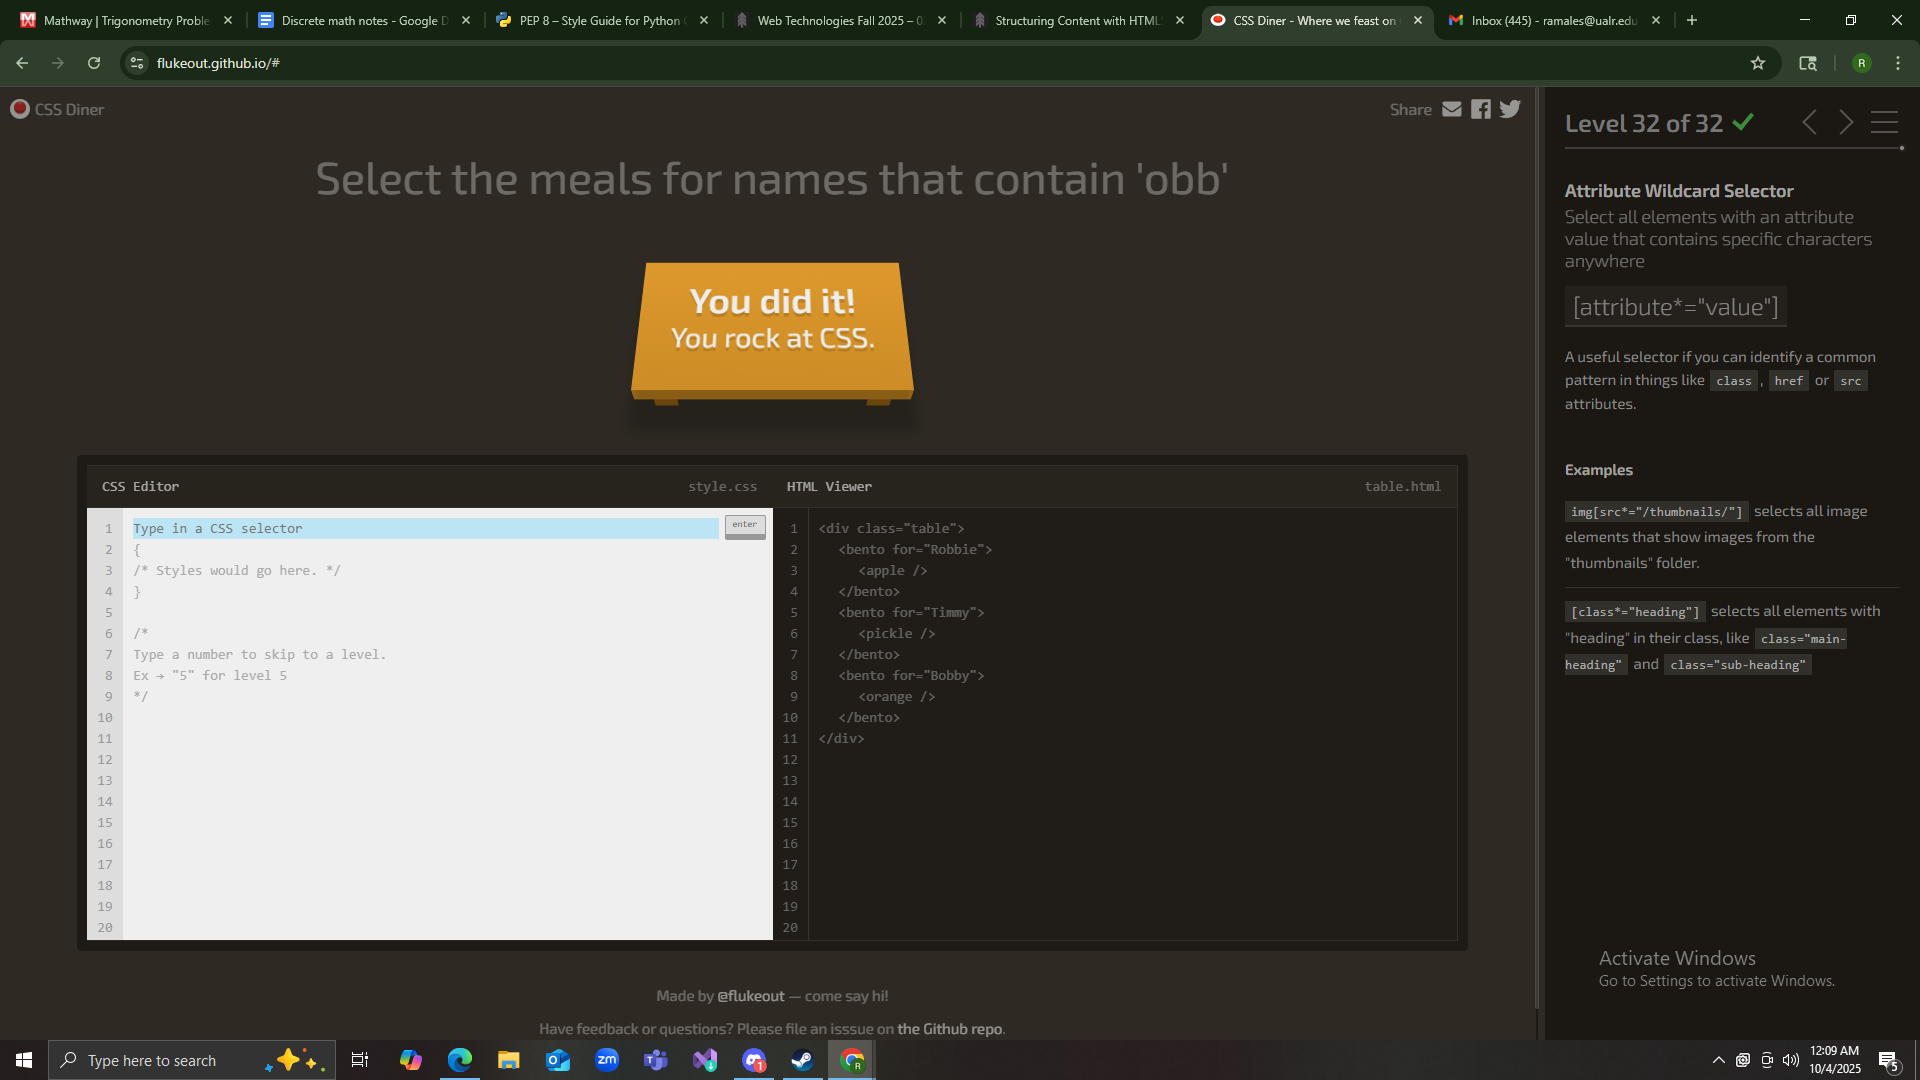 Mathway | Trigonometry Proble
Discrete math notes - Google D
PEP 8 – Style Guide for Python
Web Technologies Fall 2025 – 0
Structuring Content with HTML
CSS Diner - Where we feast on
Inbox (445) - ramales@ualr.edu
flukeout.github.io/#
R
CSS Diner
Share
Select the meals for names that contain 'obb'
You did it!
You rock at CSS.
CSS Editor
style.css
HTML Viewer
table.html
1 Type in a CSS selector
enter
2 {
3 /* Styles would go here. */
4 }
5
6 /*
7 Type a number to skip to a level.
8 Ex → "5" for level 5
9 */
10
11
12
13
14
15
16
17
18
19
20
1 <div class="table">
2 <bento for="Robbie">
3 <apple />
4 </bento>
5 <bento for="Timmy">
6 <pickle />
7 </bento>
8 <bento for="Bobby">
9 <orange />
10 </bento>
11 </div>
12
13
14
15
16
17
18
19
20
Made by @flukeout — come say hi!
Have feedback or questions? Please file an isssue on the Github repo.
Level 32 of 32
Attribute Wildcard Selector
Select all elements with an attribute
value that contains specific characters
anywhere
[attribute*="value"]
A useful selector if you can identify a common
pattern in things like class , href or src
attributes.
Examples
img[src*="/thumbnails/"] selects all image
elements that show images from the
"thumbnails" folder.
[class*="heading"] selects all elements with
"heading" in their class, like class="main-
heading" and class="sub-heading"
Activate Windows
Go to Settings to activate Windows.
Type here to search
zm
1
R
12:09 AM
10/4/2025
5